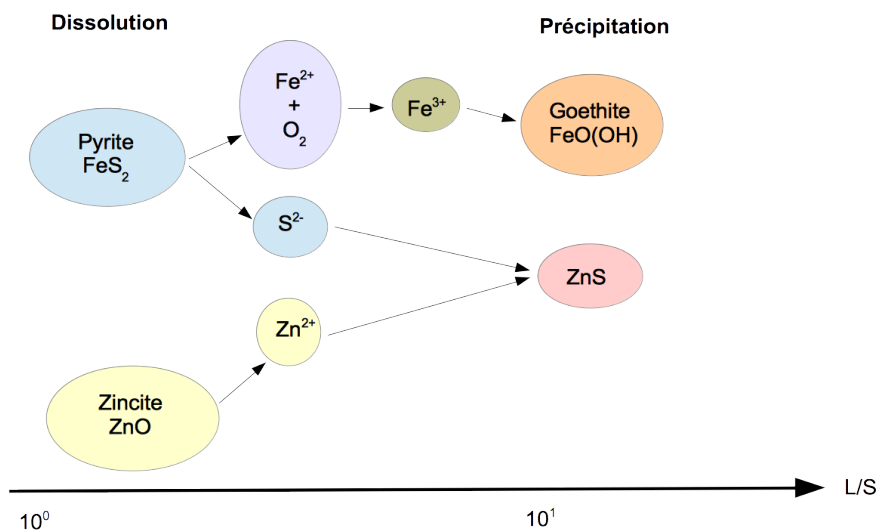 Dissolution
Précipitation
Fe²⁺
+
O₂
Fe³⁺
Goethite
FeO(OH)
Pyrite
FeS₂
S²⁻
ZnS
Zn²⁺
Zincite
ZnO
L/S
10⁰
10¹